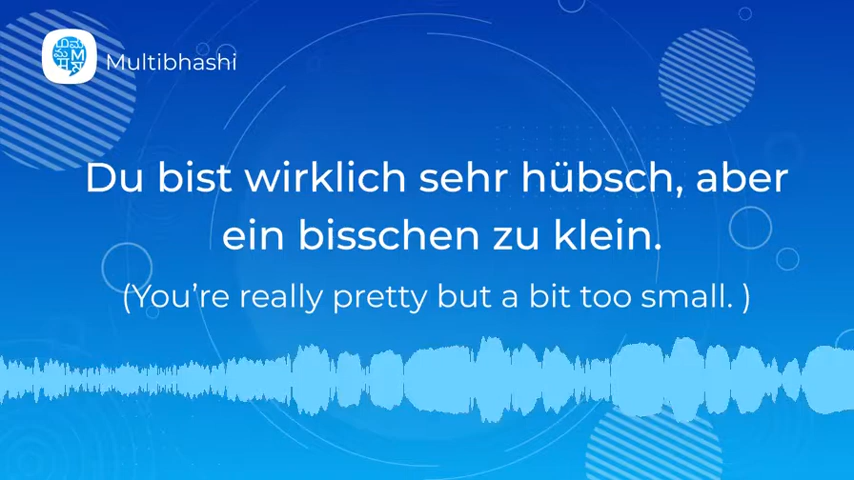 Multibhashi
Du bist wirklich sehr hübsch, aber
ein bisschen zu klein.
(You’re really pretty but a bit too small. )